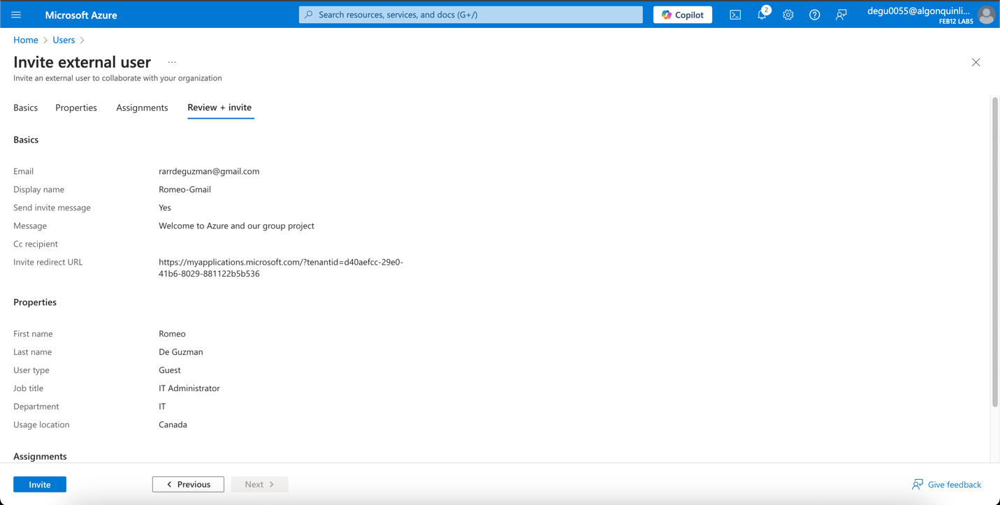 Microsoft Azure
Search resources, services, and docs (G+/)
Copilot
2
degu0055@algonquinli...
FEB12 LAB5
Home > Users >
Invite external user ...
Invite an external user to collaborate with your organization
Basics Properties Assignments Review + invite
Basics
Email rarrdeguzman@gmail.com
Display name Romeo-Gmail
Send invite message Yes
Message Welcome to Azure and our group project
Cc recipient
Invite redirect URL https://myapplications.microsoft.com/?tenantid=d40aefcc-29e0-
41b6-8029-881122b5b536
Properties
First name Romeo
Last name De Guzman
User type Guest
Job title IT Administrator
Department IT
Usage location Canada
Assignments
Invite < Previous Next > Give feedback